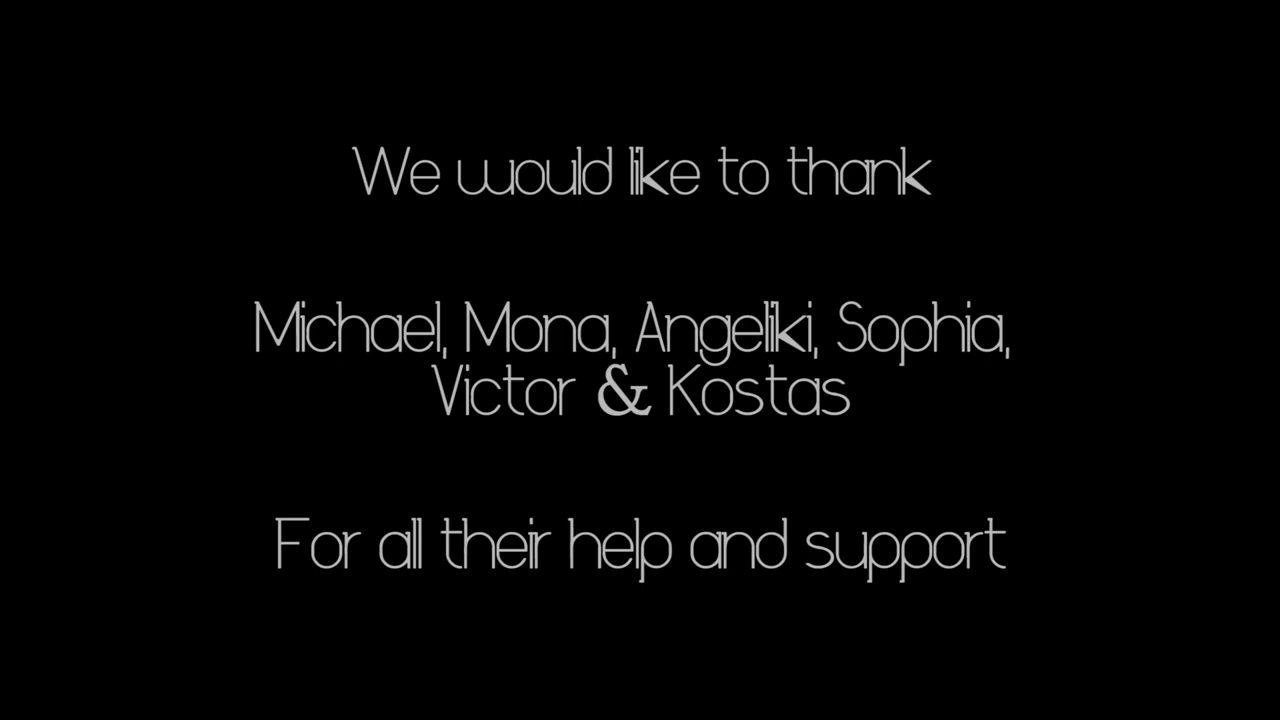 We would like to thank
Michael, Mona, Angeliki, Sophia,
Victor & Kostas
For all their help and support